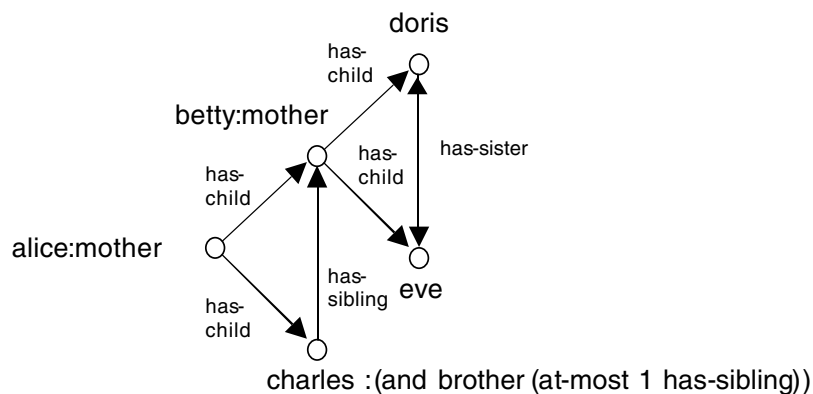 doris
has-
child
betty:mother
has-
child
has-sister
has-
child
alice:mother
has-
sibling
eve
has-
child
charles :(and brother (at-most 1 has-sibling))